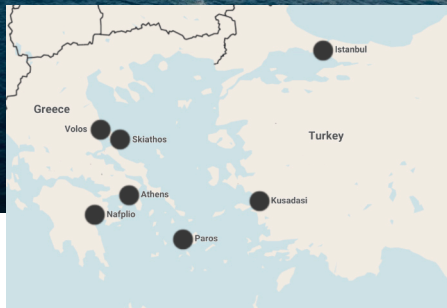 Istanbul
Greece
Volos
Skiathos
Turkey
Athens
Kusadasi
Nafplio
Paros